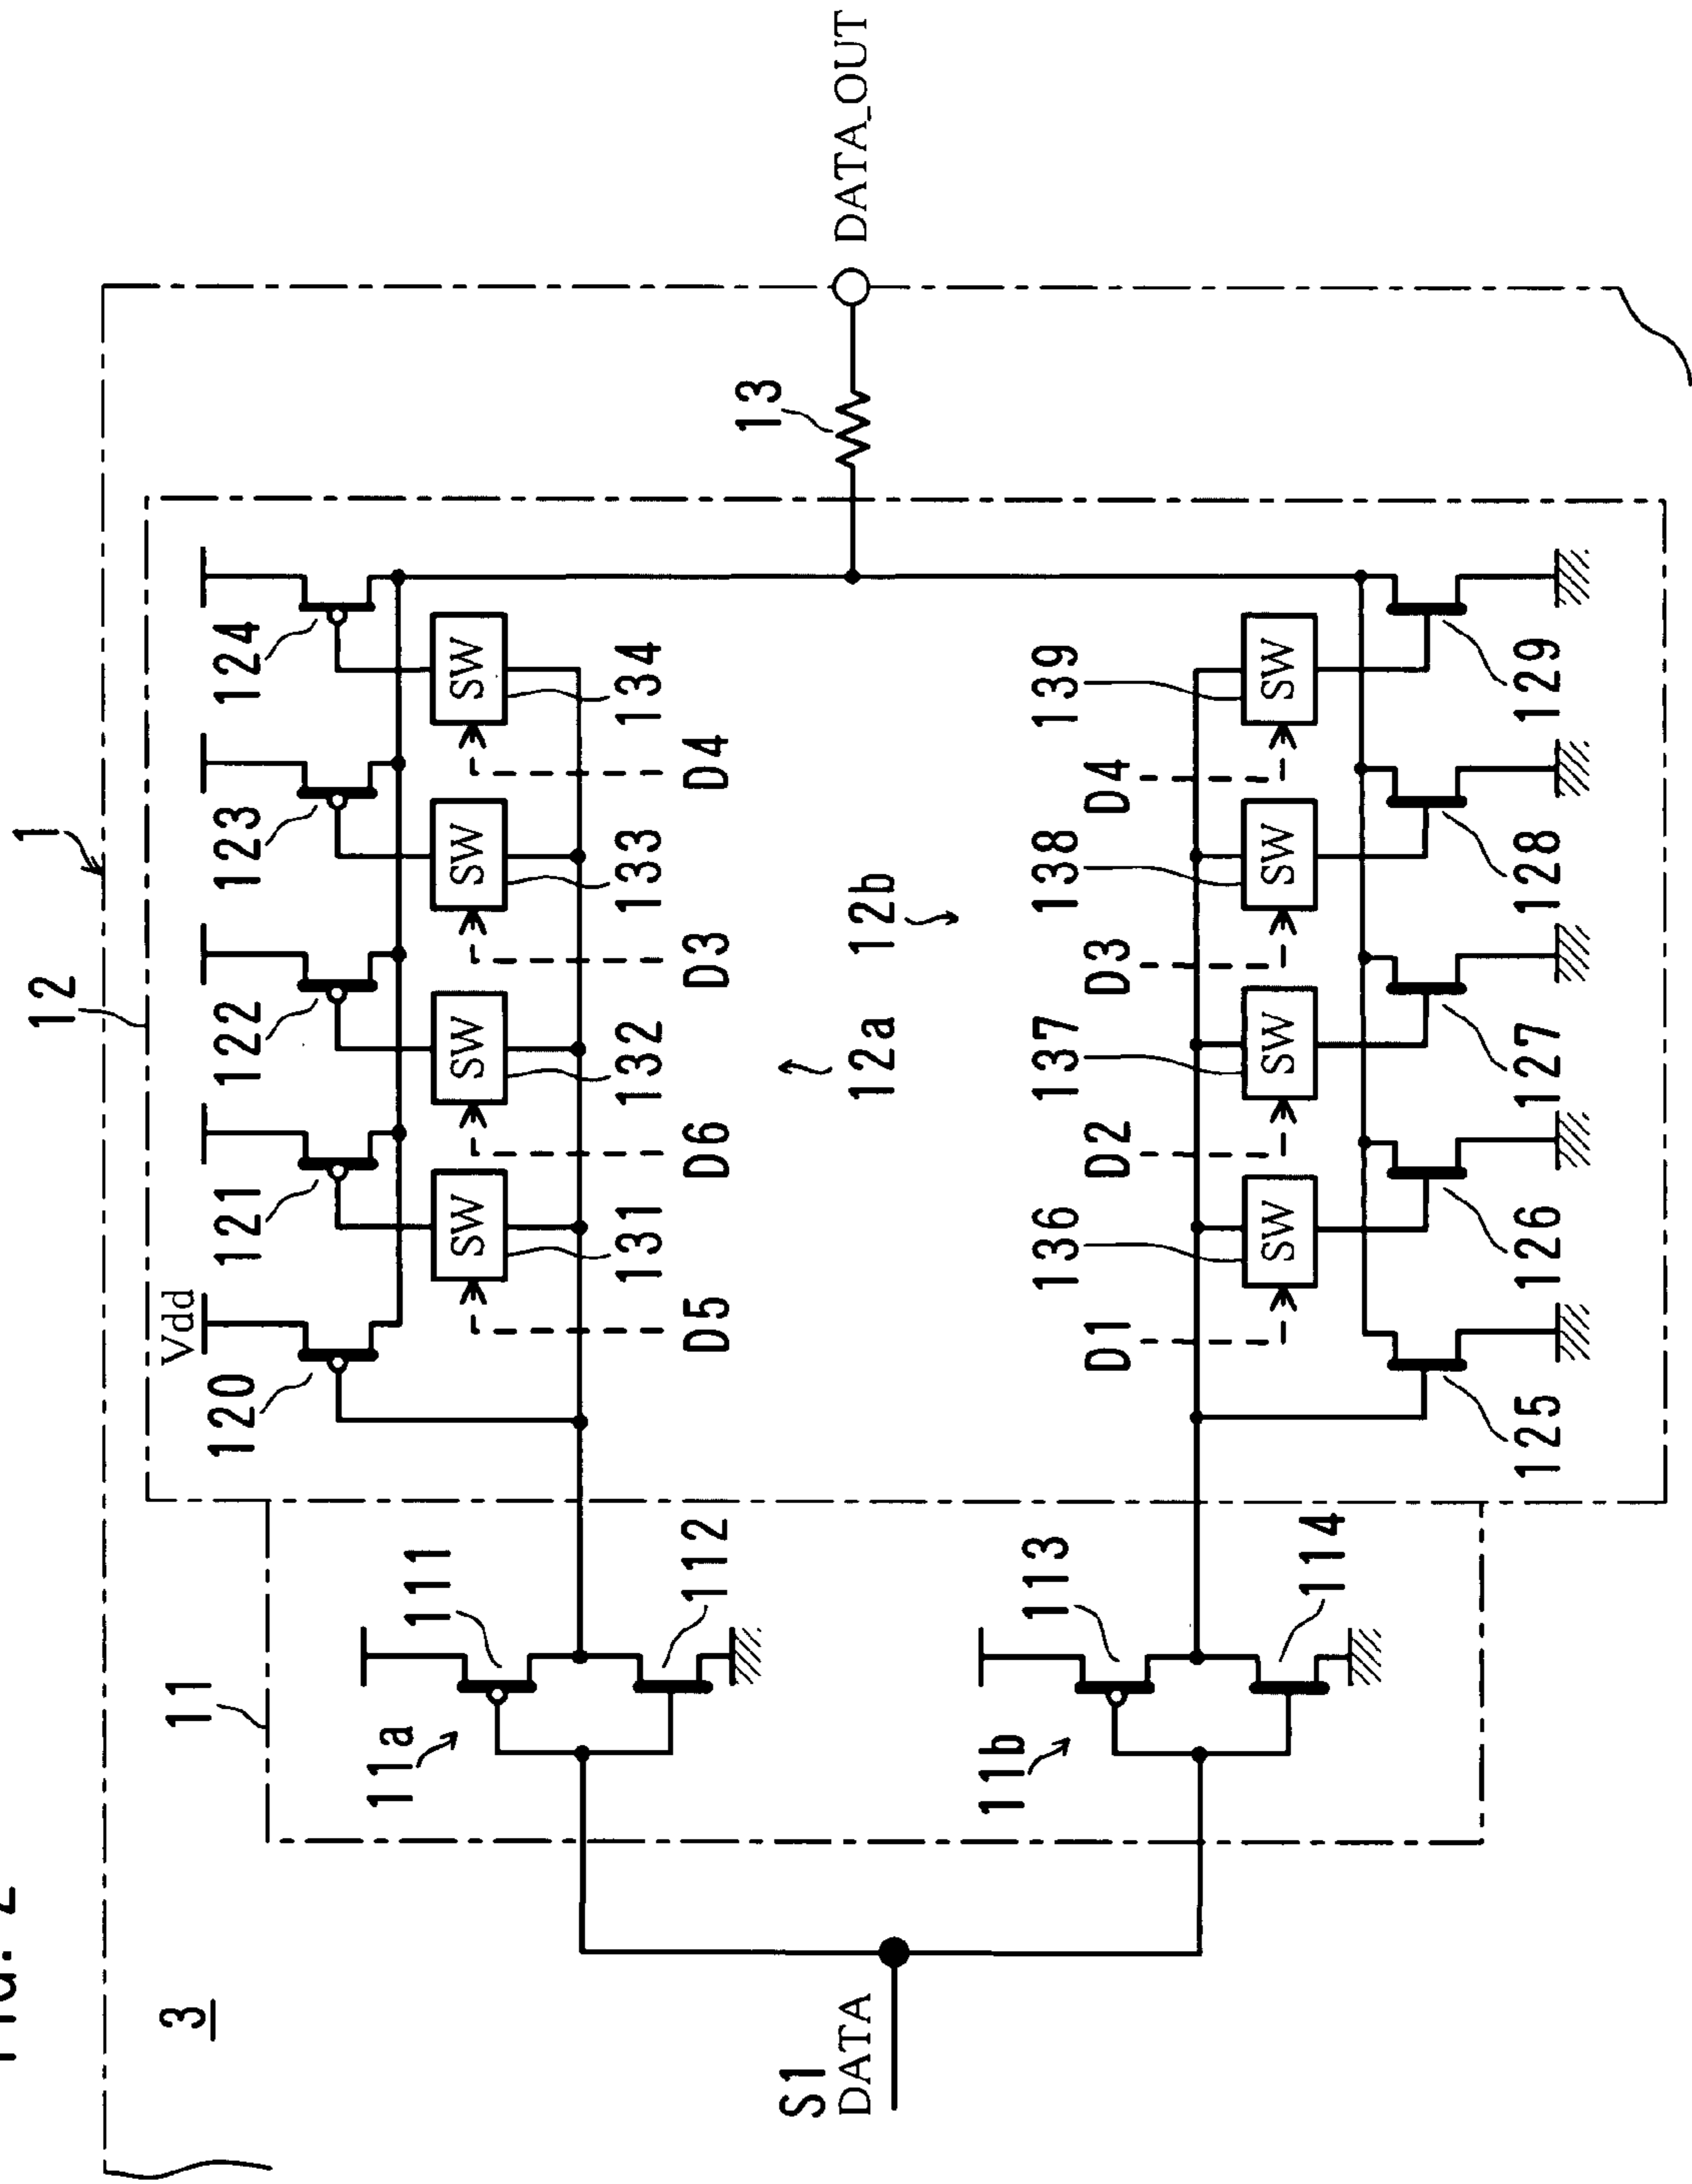 FIG. 2
3
1
12
11
Vdd
120
121
122
123
124
SW
SW
SW
SW
131
132
133
134
D5
D6
D3
D4
12a
12b
11a
111
112
S1
DATA
13
DATA_OUT
11b
113
114
D1
D2
D3
D4
136
137
138
139
SW
SW
SW
SW
125
126
127
128
129